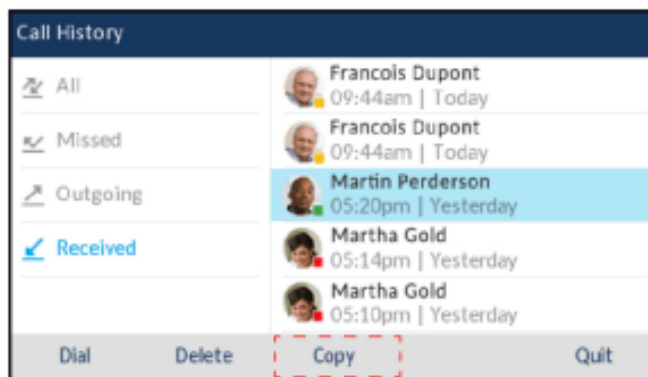 Call History
All
Missed
Outgoing
Received
Francois Dupont
09:44am | Today
Francois Dupont
09:44am | Today
Martin Perderson
05:20pm | Yesterday
Martha Gold
05:14pm | Yesterday
Martha Gold
05:10pm | Yesterday
Dial Delete Copy Quit